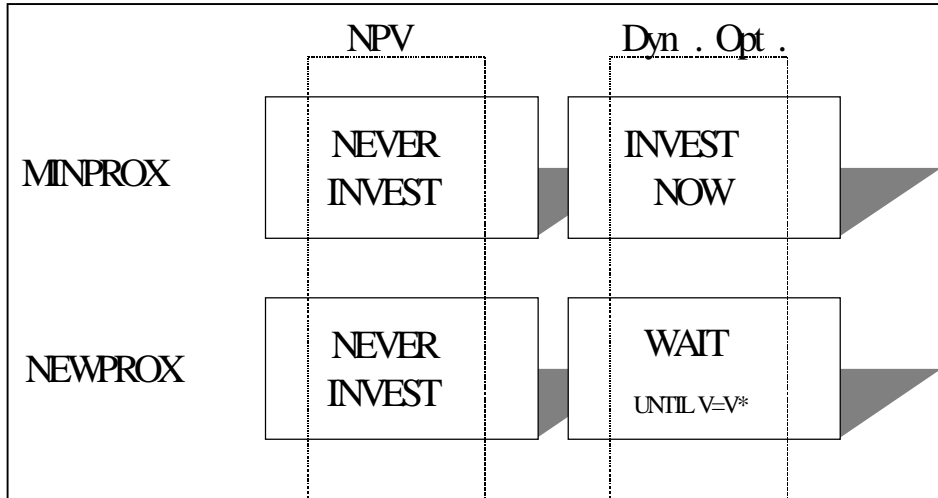 NPV
Dyn . Opt .
MINPROX
NEVER
INVEST
INVEST
NOW
NEWPROX
NEVER
INVEST
WAIT
UNTIL V=V*